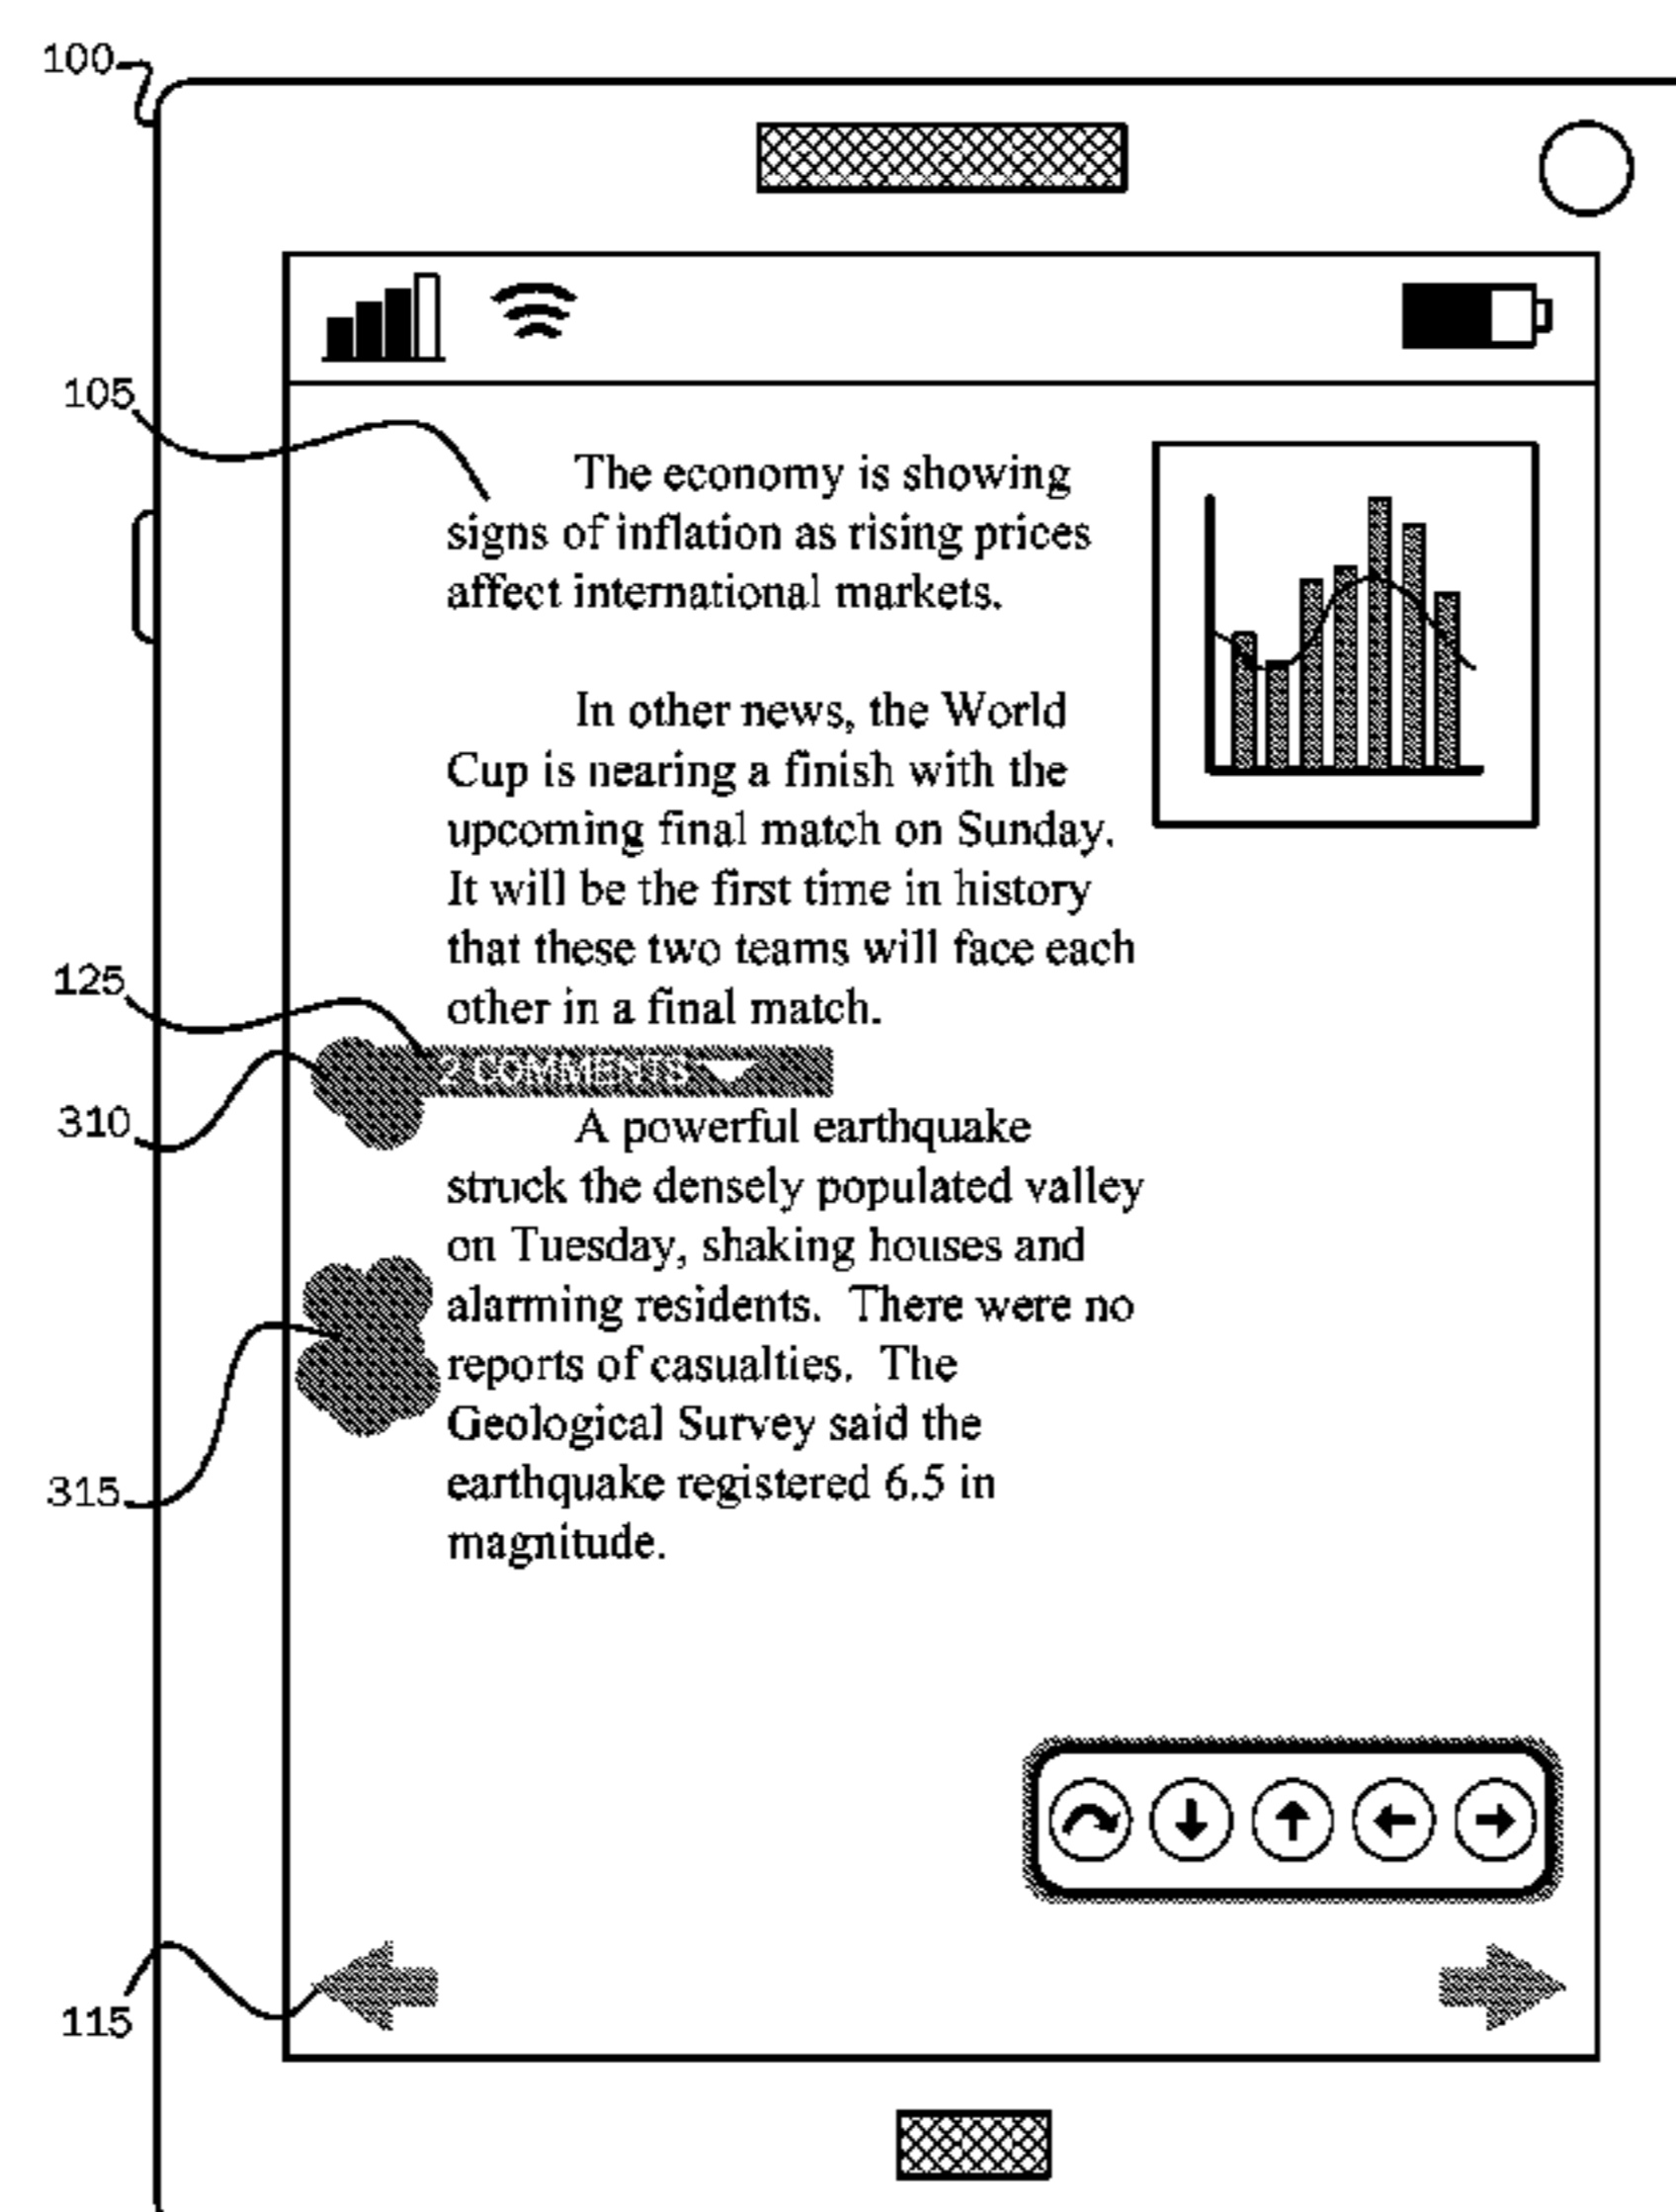 100
105
The economy is showing
signs of inflation as rising prices
affect international markets.
In other news, the World
Cup is nearing a finish with the
upcoming final match on Sunday.
It will be the first time in history
that these two teams will face each
125
other in a final match.
2 COMMENTS
310
A powerful earthquake
struck the densely populated valley
on Tuesday, shaking houses and
alarming residents.  There were no
reports of casualties.  The
Geological Survey said the
315
earthquake registered 6.5 in
magnitude.
115